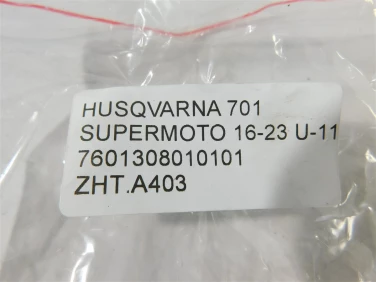 HUSQVARNA 701
SUPERMOTO 16-23 U-11
7601308010101
ZHT.A403